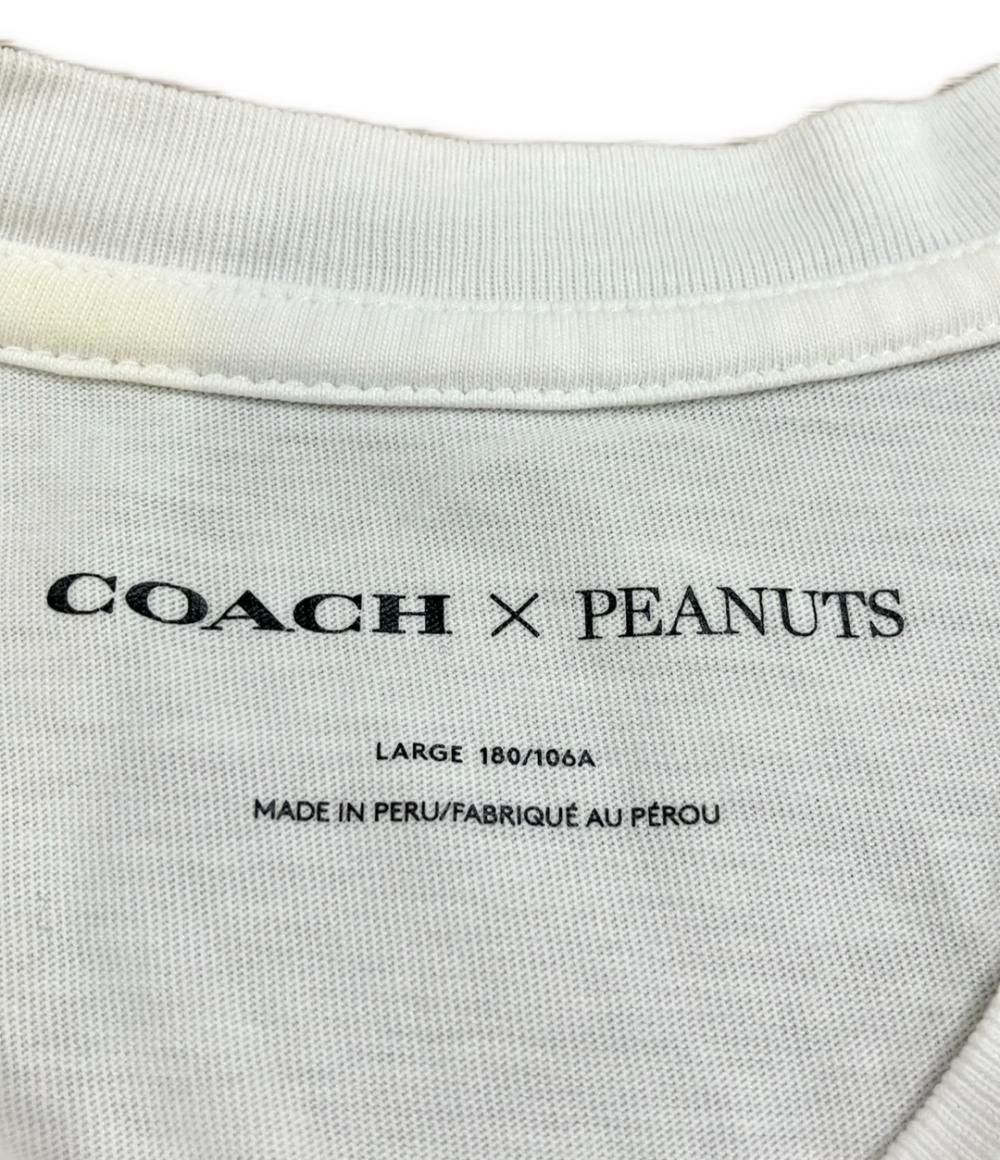 COACH × PEANUTS
LARGE 180/106A
MADE IN PERU/FABRIQUÉ AU PÉROU